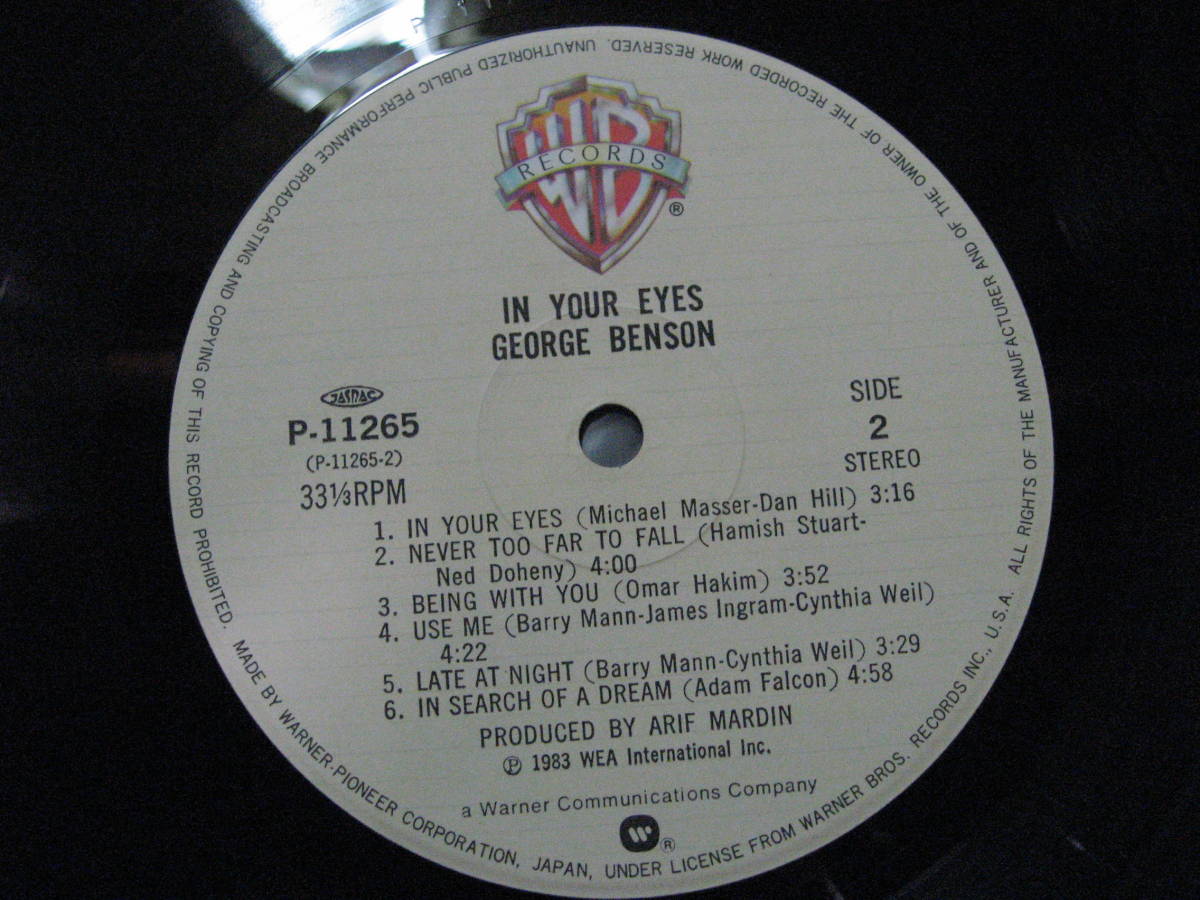 WB
RECORDS
®
IN YOUR EYES
GEORGE BENSON
JASRAC
P-11265
(P-11265-2)
33⅓RPM
SIDE
2
STEREO
1. IN YOUR EYES (Michael Masser-Dan Hill) 3:16
2. NEVER TOO FAR TO FALL (Hamish Stuart-
Ned Doheny) 4:00
3. BEING WITH YOU (Omar Hakim) 3:52
4. USE ME (Barry Mann-James Ingram-Cynthia Weil)
4:22
5. LATE AT NIGHT (Barry Mann-Cynthia Weil) 3:29
6. IN SEARCH OF A DREAM (Adam Falcon) 4:58
PRODUCED BY ARIF MARDIN
℗ 1983 WEA International Inc.
a Warner Communications Company
W®
MADE BY WARNER-PIONEER CORPORATION, JAPAN, UNDER LICENSE FROM WARNER BROS. RECORDS INC., U.S.A. ALL RIGHTS OF THE MANUFACTURER AND OF THE OWNER OF THE RECORDED WORK RESERVED. UNAUTHORIZED PUBLIC PERFORMANCE BROADCASTING AND COPYING OF THIS RECORD PROHIBITED.